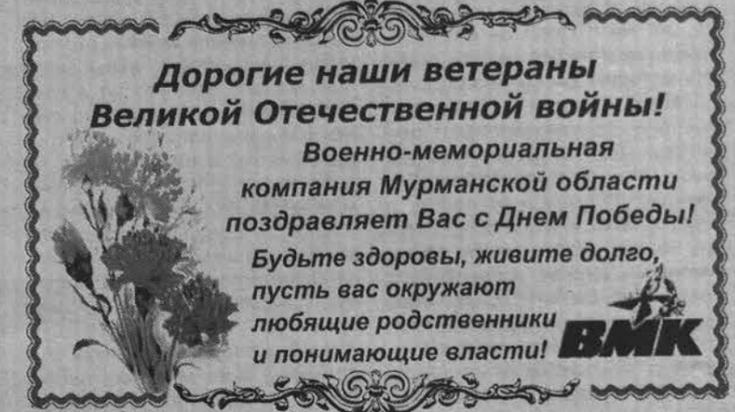 Дорогие наши ветераны
Великой Отечественной войны!
Военно-мемориальная
компания Мурманской области
поздравляет Вас с Днем Победы!
Будьте здоровы, живите долго,
пусть вас окружают
любящие родственники
и понимающие власти!
ВМК